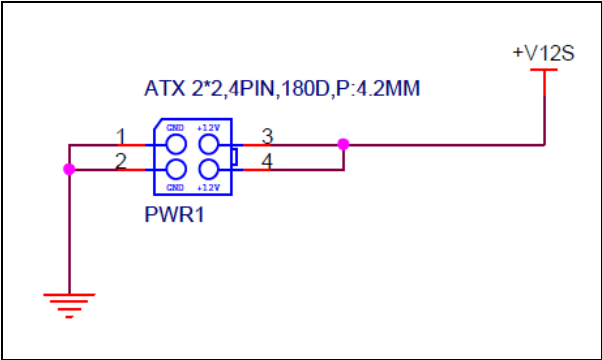 +V12S
ATX 2*2,4PIN,180D,P:4.2MM
1 GND +12V 3
2 4
GND +12V
PWR1